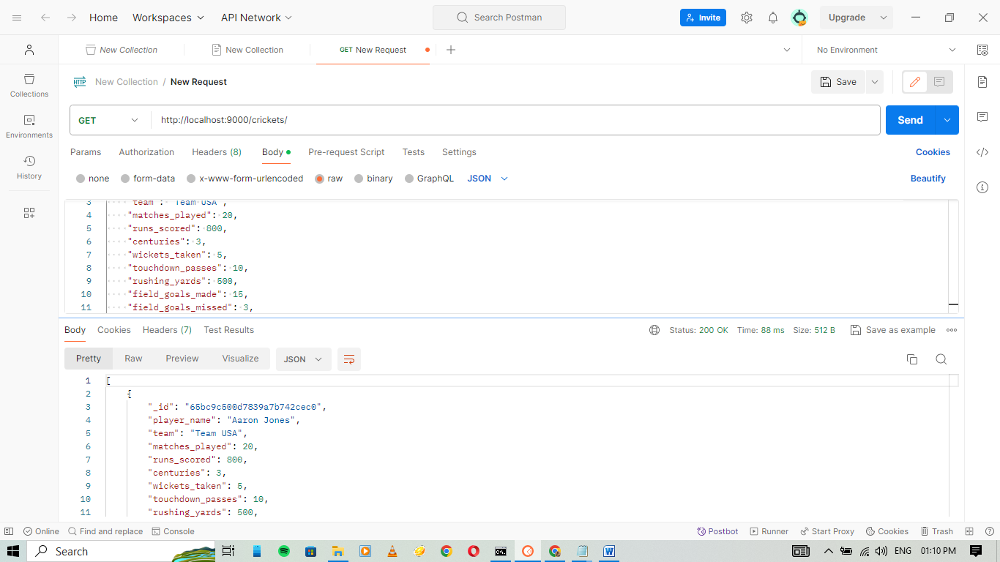 Home Workspaces API Network Search Postman Invite Upgrade
New Collection New Collection GET New Request No Environment
HTTP New Collection / New Request Save
Collections
Environments
History
GET http://localhost:9000/crickets/ Send
Params Authorization Headers (8) Body Pre-request Script Tests Settings Cookies
none form-data x-www-form-urlencoded raw binary GraphQL JSON Beautify
3 "team": "Team USA",
4 "matches_played": 20,
5 "runs_scored": 800,
6 "centuries": 3,
7 "wickets_taken": 5,
8 "touchdown_passes": 10,
9 "rushing_yards": 500,
10 "field_goals_made": 15,
11 "field_goals_missed": 3,
Body Cookies Headers (7) Test Results Status: 200 OK Time: 88 ms Size: 512 B Save as example
Pretty Raw Preview Visualize JSON
1 [
2 {
3 "_id": "65bc9c500d7839a7b742cec0",
4 "player_name": "Aaron Jones",
5 "team": "Team USA",
6 "matches_played": 20,
7 "runs_scored": 800,
8 "centuries": 3,
9 "wickets_taken": 5,
10 "touchdown_passes": 10,
11 "rushing_yards": 500,
Online Find and replace Console Postbot Runner Start Proxy Cookies Trash
Search ENG 01:10 PM